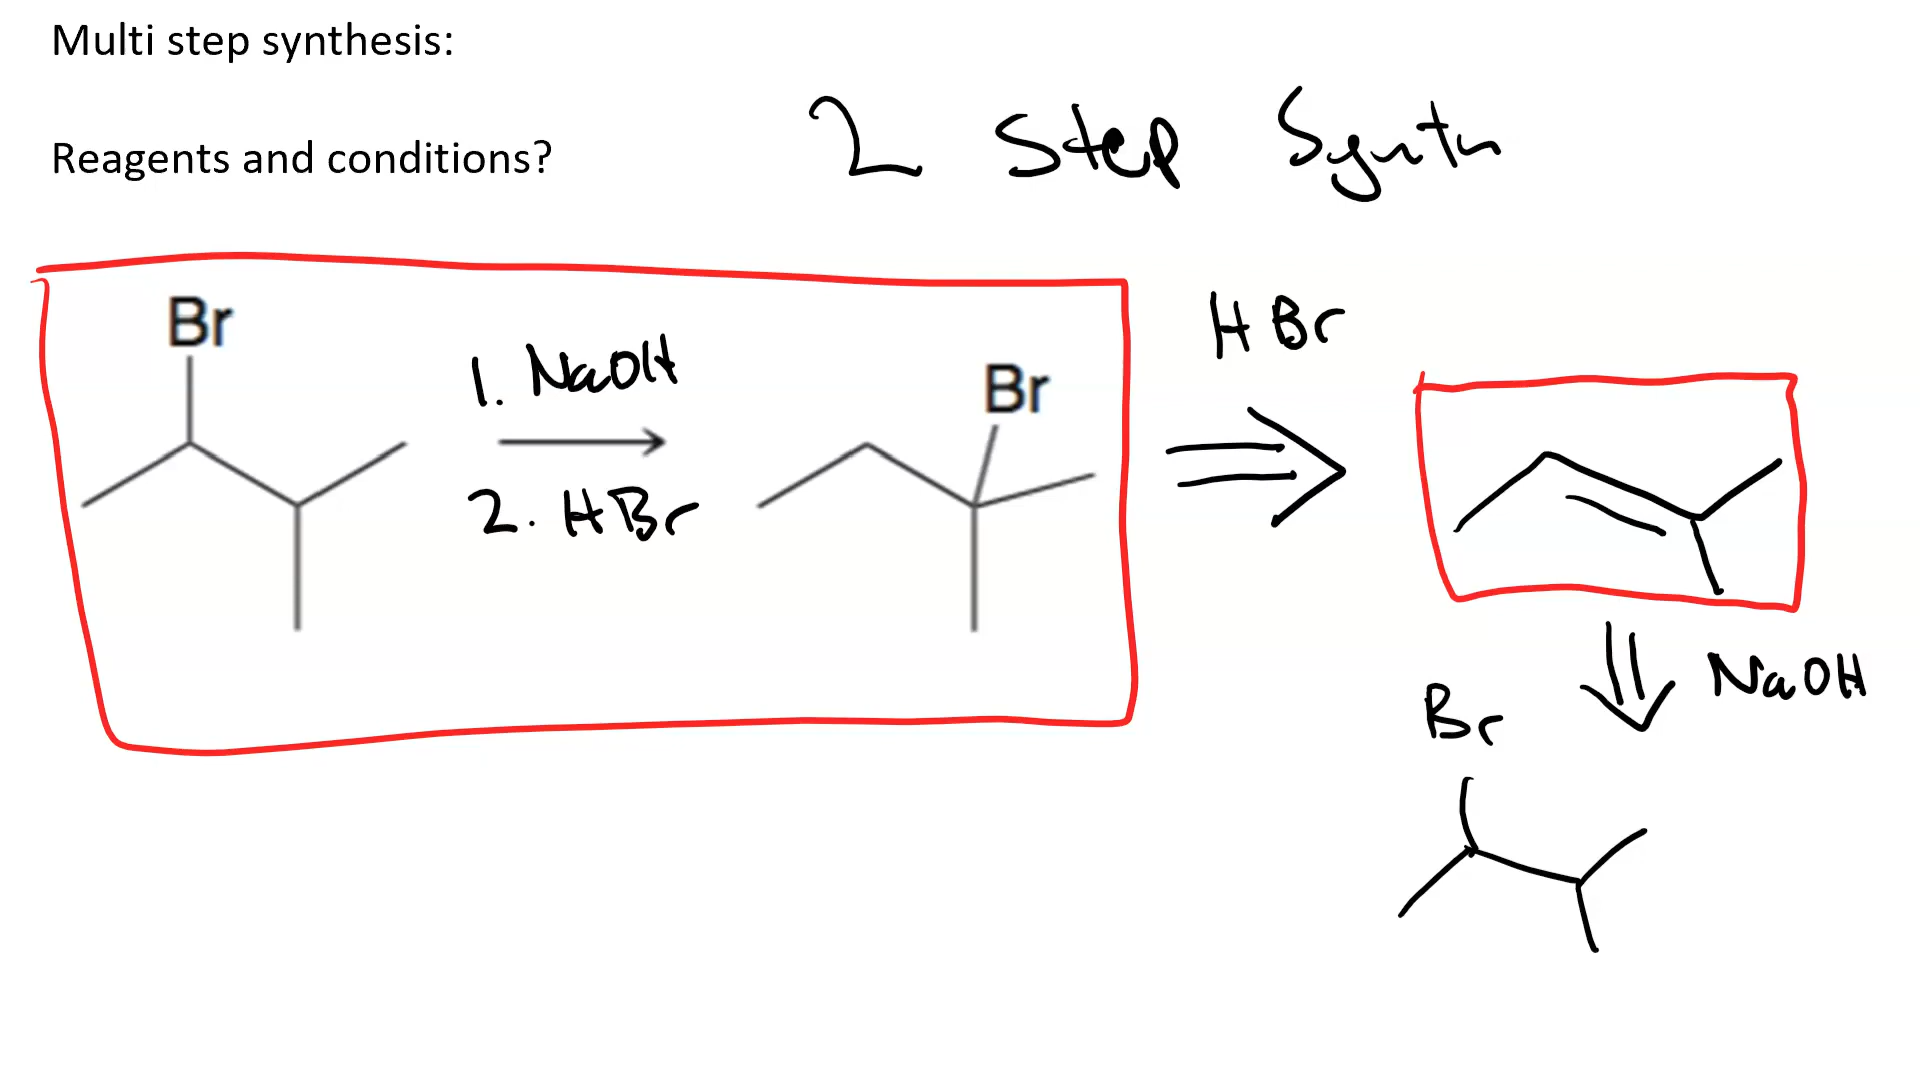 Multi step synthesis:
Reagents and conditions?
2 Step Synth
Br
1. NaOH
2. HBr
Br
HBr
NaOH
Br